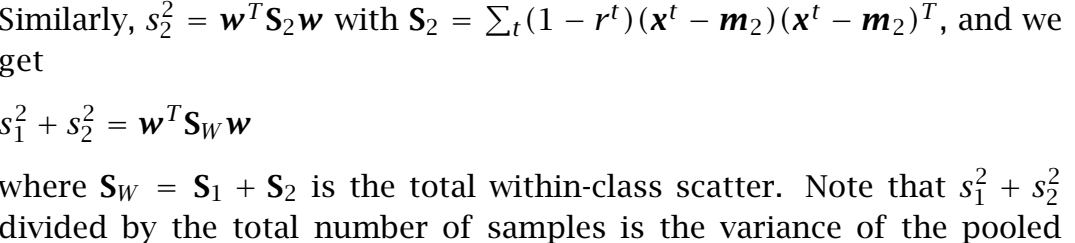 Similarly, s₂² = wᵀS₂w with S₂ = ∑ₜ(1 − rᵗ)(xᵗ − m₂)(xᵗ − m₂)ᵀ, and we
get
s₁² + s₂² = wᵀS_W w
where S_W = S₁ + S₂ is the total within-class scatter. Note that s₁² + s₂²
divided by the total number of samples is the variance of the pooled